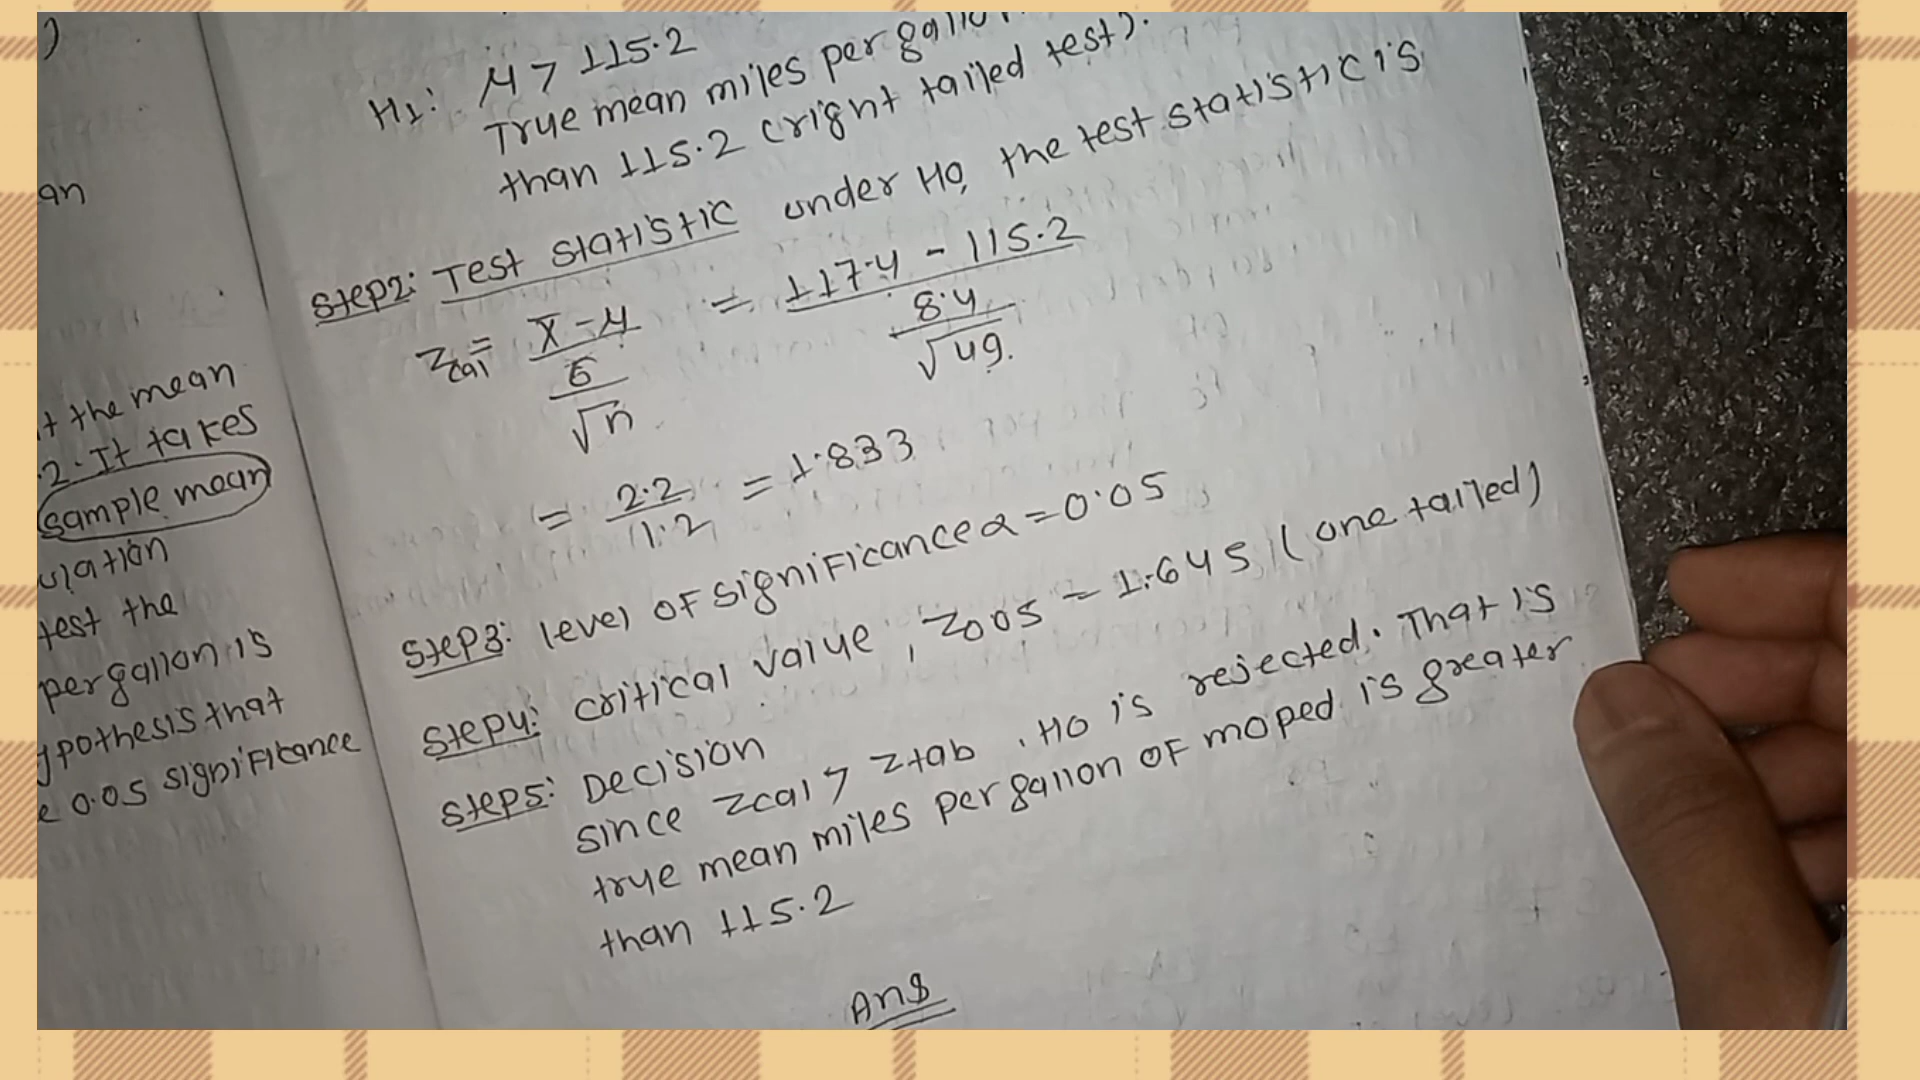 )
an
t the mean
.2. It takes
sample mean
ulation
test the
per gallon is
ypothesis that
e 0.05 significance
H1: μ > 115.2
True mean miles per gallo
than 115.2 (right tailed test).
Step2: Test statistic under H0, the test statistic is
Zcal = X̄ - μ / σ / √n = 117.4 - 115.2 / 8.4 / √49.
= 2.2 / 1.2 = 1.833
Step3: level of significance α = 0.05
Step4: critical value, Z0.05 = 1.645 (one tailed)
Step5: Decision
since zcal > ztab, H0 is rejected. That is
true mean miles per gallon of moped is greater
than 115.2
Ans